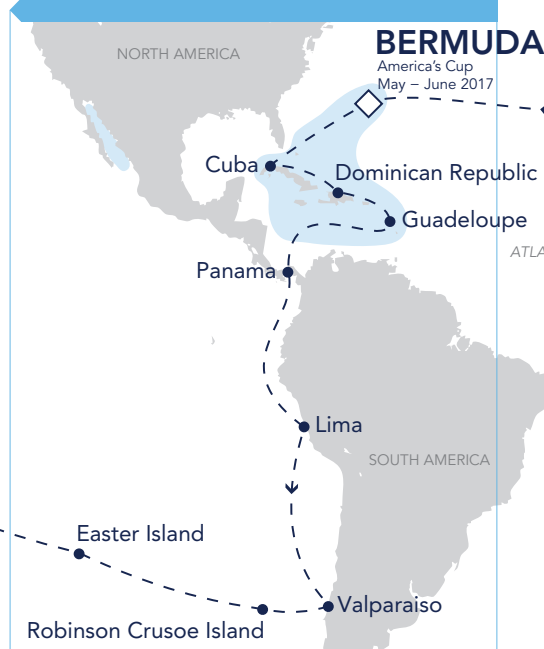 BERMUDA
NORTH AMERICA
America's Cup
May – June 2017
Cuba
Dominican Republic
Guadeloupe
ATLA
Panama
Lima
SOUTH AMERICA
Easter Island
Valparaiso
Robinson Crusoe Island